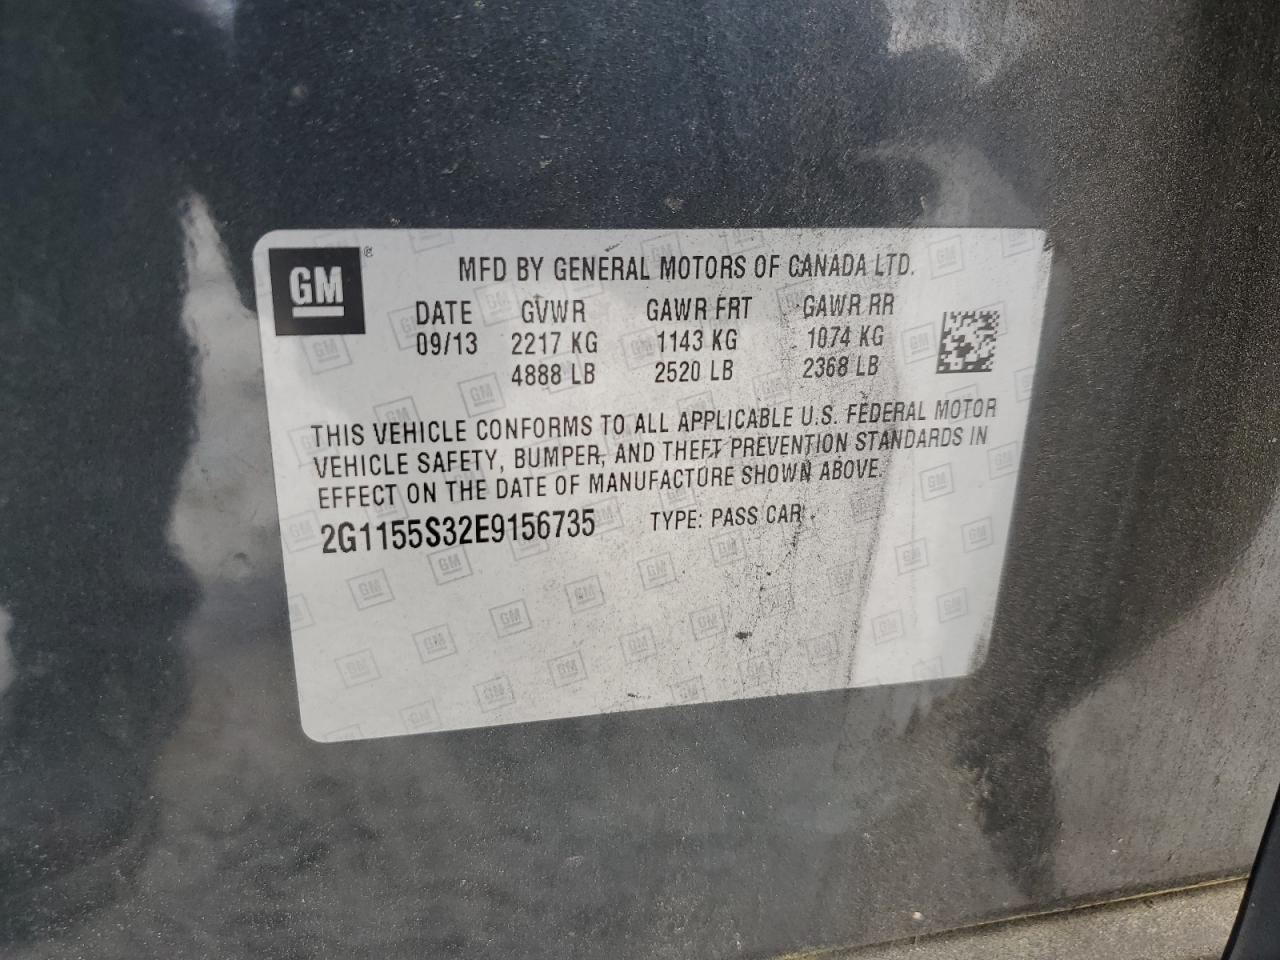 GM ®
MFD BY GENERAL MOTORS OF CANADA LTD.
DATE GVWR GAWR FRT GAWR RR
09/13 2217 KG 1143 KG 1074 KG
4888 LB 2520 LB 2368 LB
THIS VEHICLE CONFORMS TO ALL APPLICABLE U.S. FEDERAL MOTOR
VEHICLE SAFETY, BUMPER, AND THEFT PREVENTION STANDARDS IN
EFFECT ON THE DATE OF MANUFACTURE SHOWN ABOVE.
2G1155S32E9156735 TYPE: PASS CAR